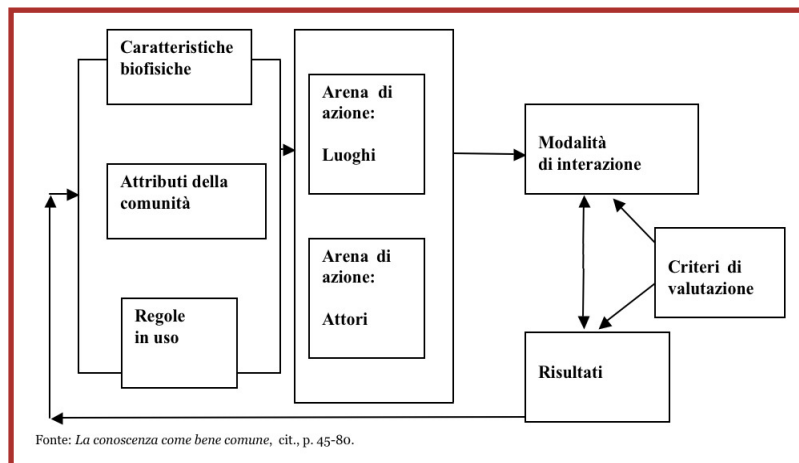 Caratteristiche
biofisiche
Attributi della
comunità
Regole
in uso
Arena di
azione:
Luoghi
Arena di
azione:
Attori
Modalità
di interazione
Criteri di
valutazione
Risultati
Fonte: La conoscenza come bene comune, cit., p. 45-80.